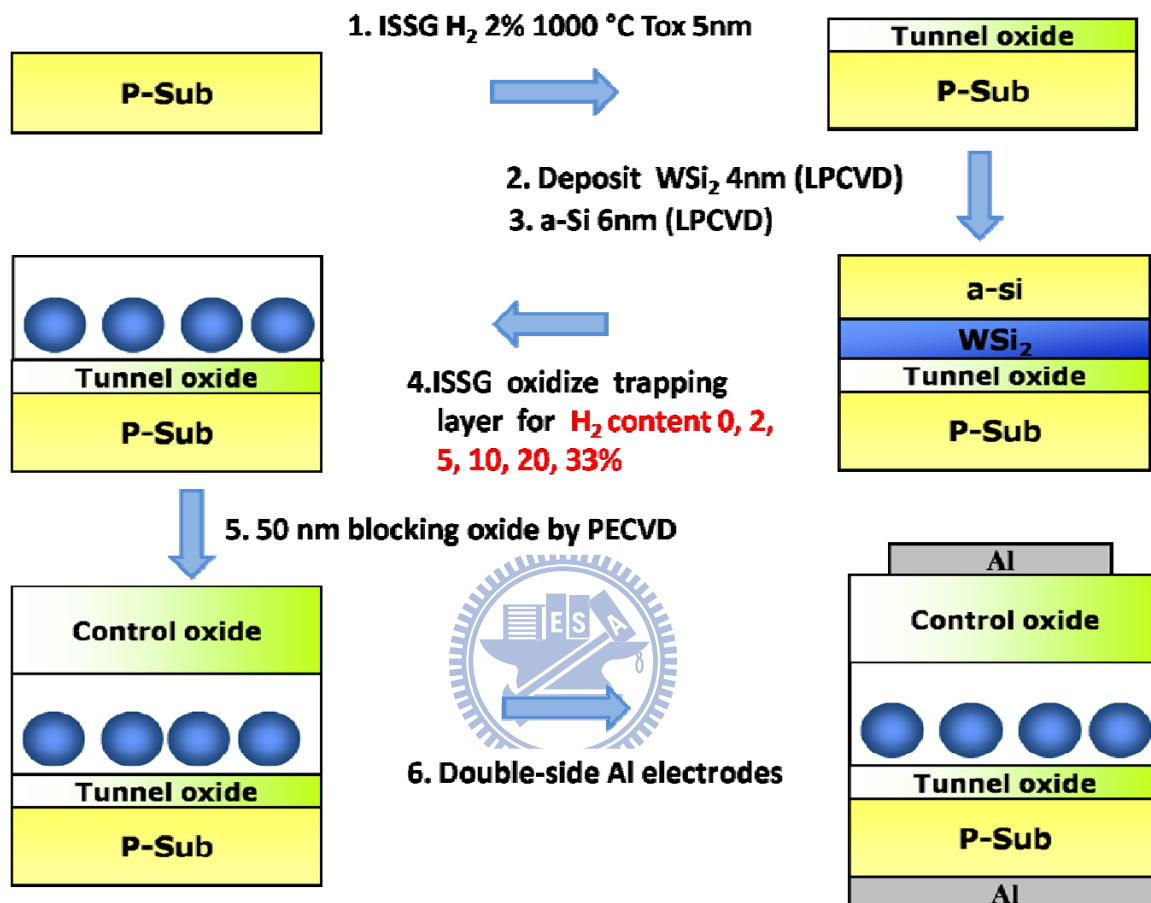 1. ISSG H₂ 2% 1000 °C Tox 5nm
P-Sub
Tunnel oxide
P-Sub
2. Deposit WSi₂ 4nm (LPCVD)
3. a-Si 6nm (LPCVD)
a-si
WSi₂
Tunnel oxide
P-Sub
4.ISSG oxidize trapping
layer for H₂ content 0, 2,
5, 10, 20, 33%
Tunnel oxide
P-Sub
5. 50 nm blocking oxide by PECVD
Control oxide
Tunnel oxide
P-Sub
E S A
6. Double-side Al electrodes
Al
Control oxide
Tunnel oxide
P-Sub
Al